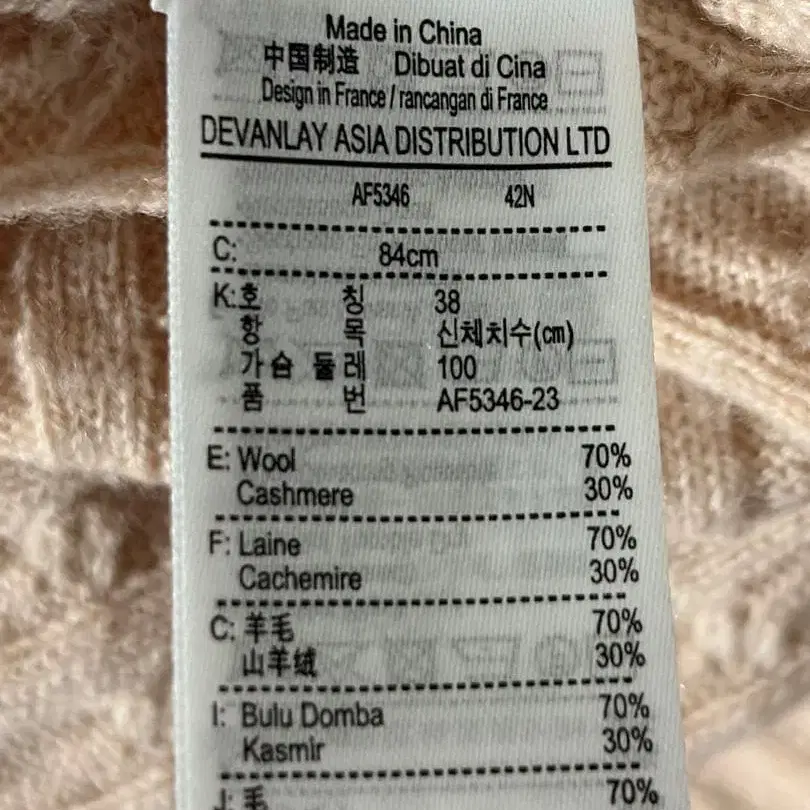 Made in China
中国制造 Dibuat di Cina
Design in France / rancangan di France
DEVANLAY ASIA DISTRIBUTION LTD
AF5346 42N
C: 84cm
K:호 칭 38
항 목 신체치수(cm)
가슴 둘레 100
품 번 AF5346-23
E: Wool 70%
Cashmere 30%
F: Laine 70%
Cachemire 30%
C: 羊毛 70%
山羊绒 30%
I: Bulu Domba 70%
Kasmir 30%
J: 毛 70%